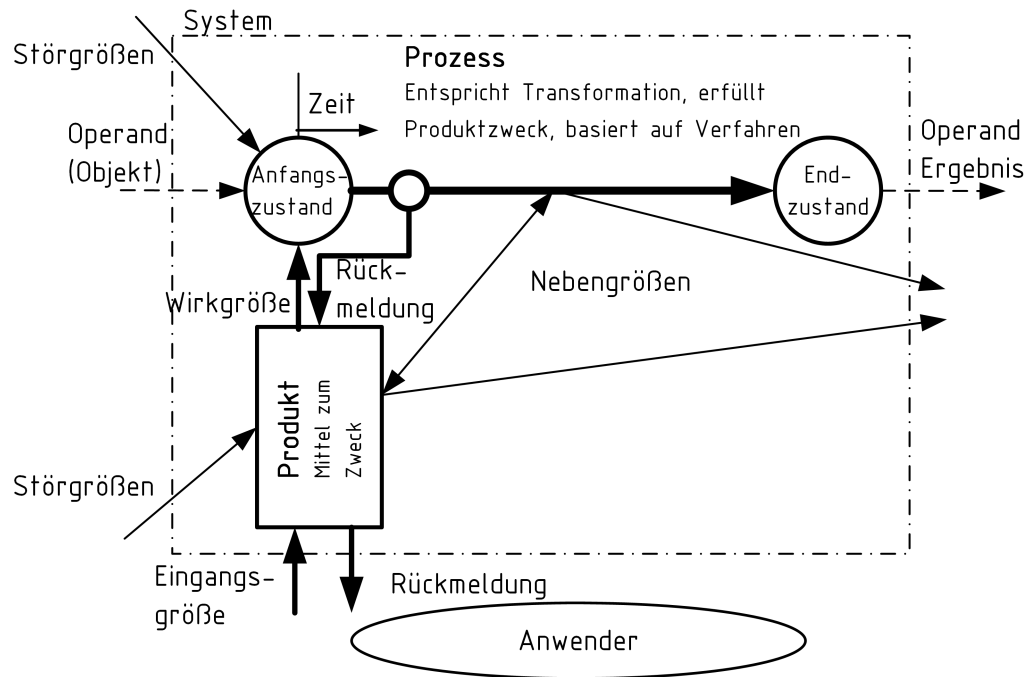 System
Störgrößen
Prozess
Entspricht Transformation, erfüllt
Produktzweck, basiert auf Verfahren
Zeit
Operand
(Objekt)
Anfangs-
zustand
End-
zustand
Operand
Ergebnis
Rück-
meldung
Wirkgröße
Nebengrößen
Produkt
Mittel zum
Zweck
Störgrößen
Eingangs-
größe
Rückmeldung
Anwender